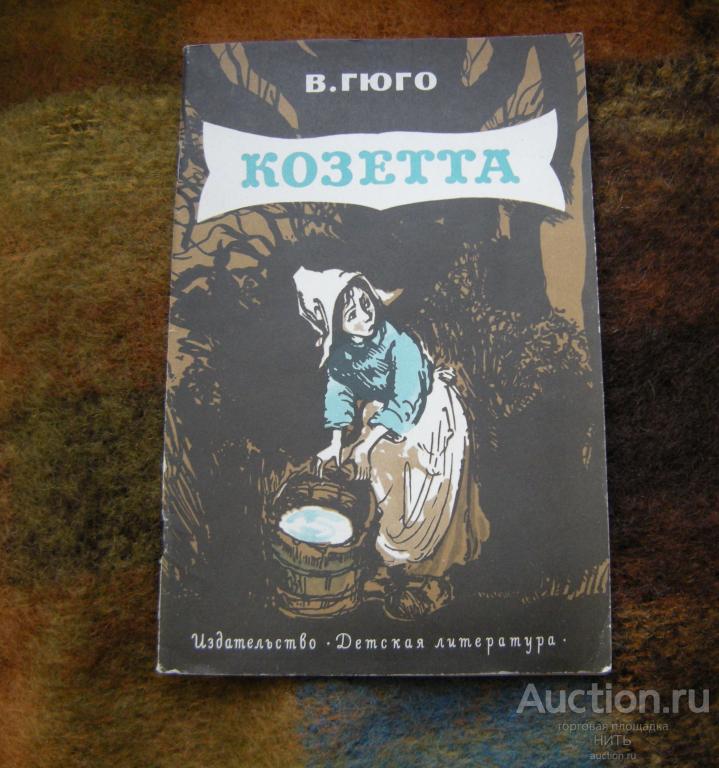 В. ГЮГО
КОЗЕТТА
Издательство · Детская литература ·
Auction.ru
торговая площадка
НИТЬ
auction.ru